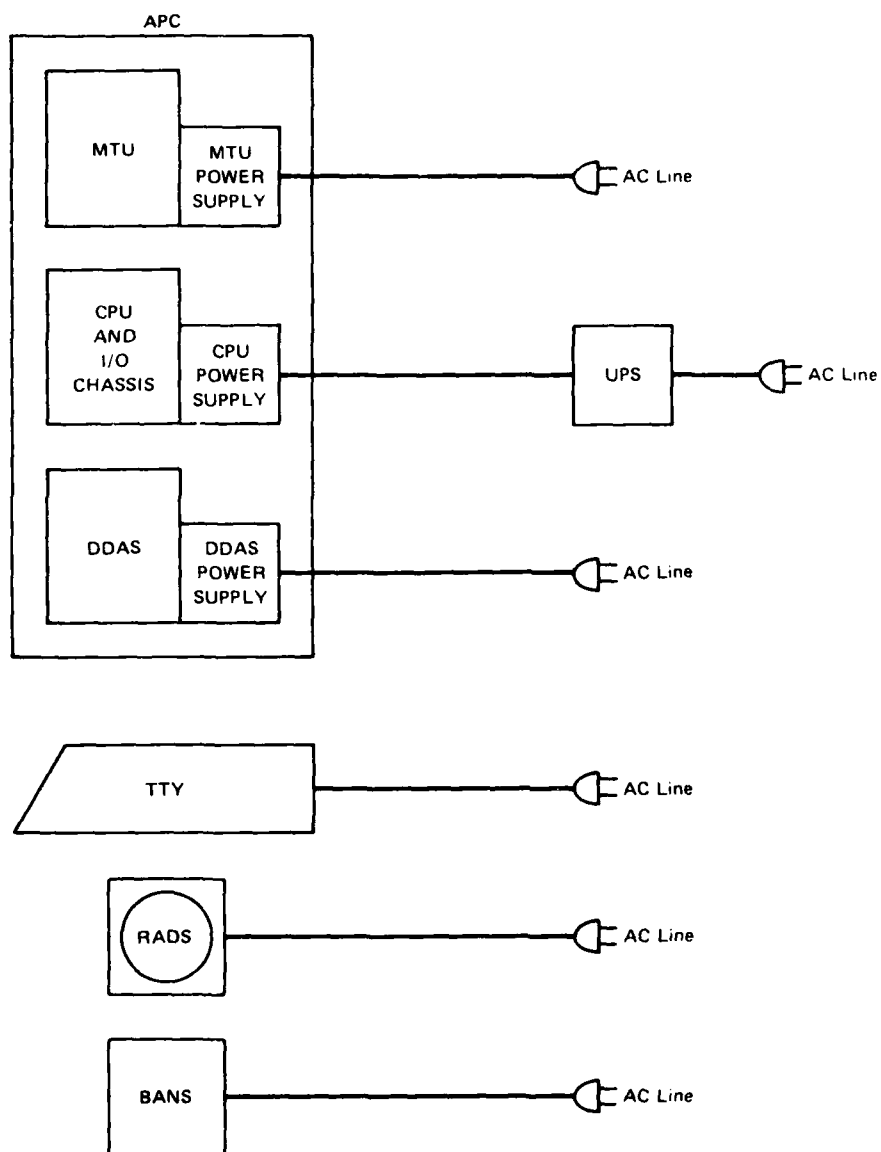 APC
MTU
MTU
POWER
SUPPLY
AC Line
CPU
AND
I/O
CHASSIS
CPU
POWER
SUPPLY
UPS
AC Line
DDAS
DDAS
POWER
SUPPLY
AC Line
TTY
AC Line
RADS
AC Line
BANS
AC Line